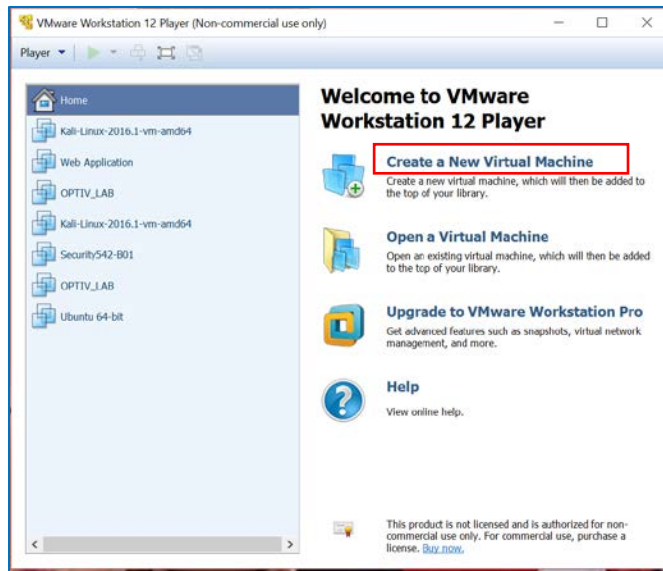 VMware Workstation 12 Player (Non-commercial use only)
Player
Home
Kali-Linux-2016.1-vm-amd64
Web Application
OPTIV_LAB
Kali-Linux-2016.1-vm-amd64
Security542-B01
OPTIV_LAB
Ubuntu 64-bit
Welcome to VMware
Workstation 12 Player
Create a New Virtual Machine
Create a new virtual machine, which will then be added to
the top of your library.
Open a Virtual Machine
Open an existing virtual machine, which will then be added
to the top of your library.
Upgrade to VMware Workstation Pro
Get advanced features such as snapshots, virtual network
management, and more.
Help
View online help.
This product is not licensed and is authorized for non-
commercial use only. For commercial use, purchase a
license. Buy now.